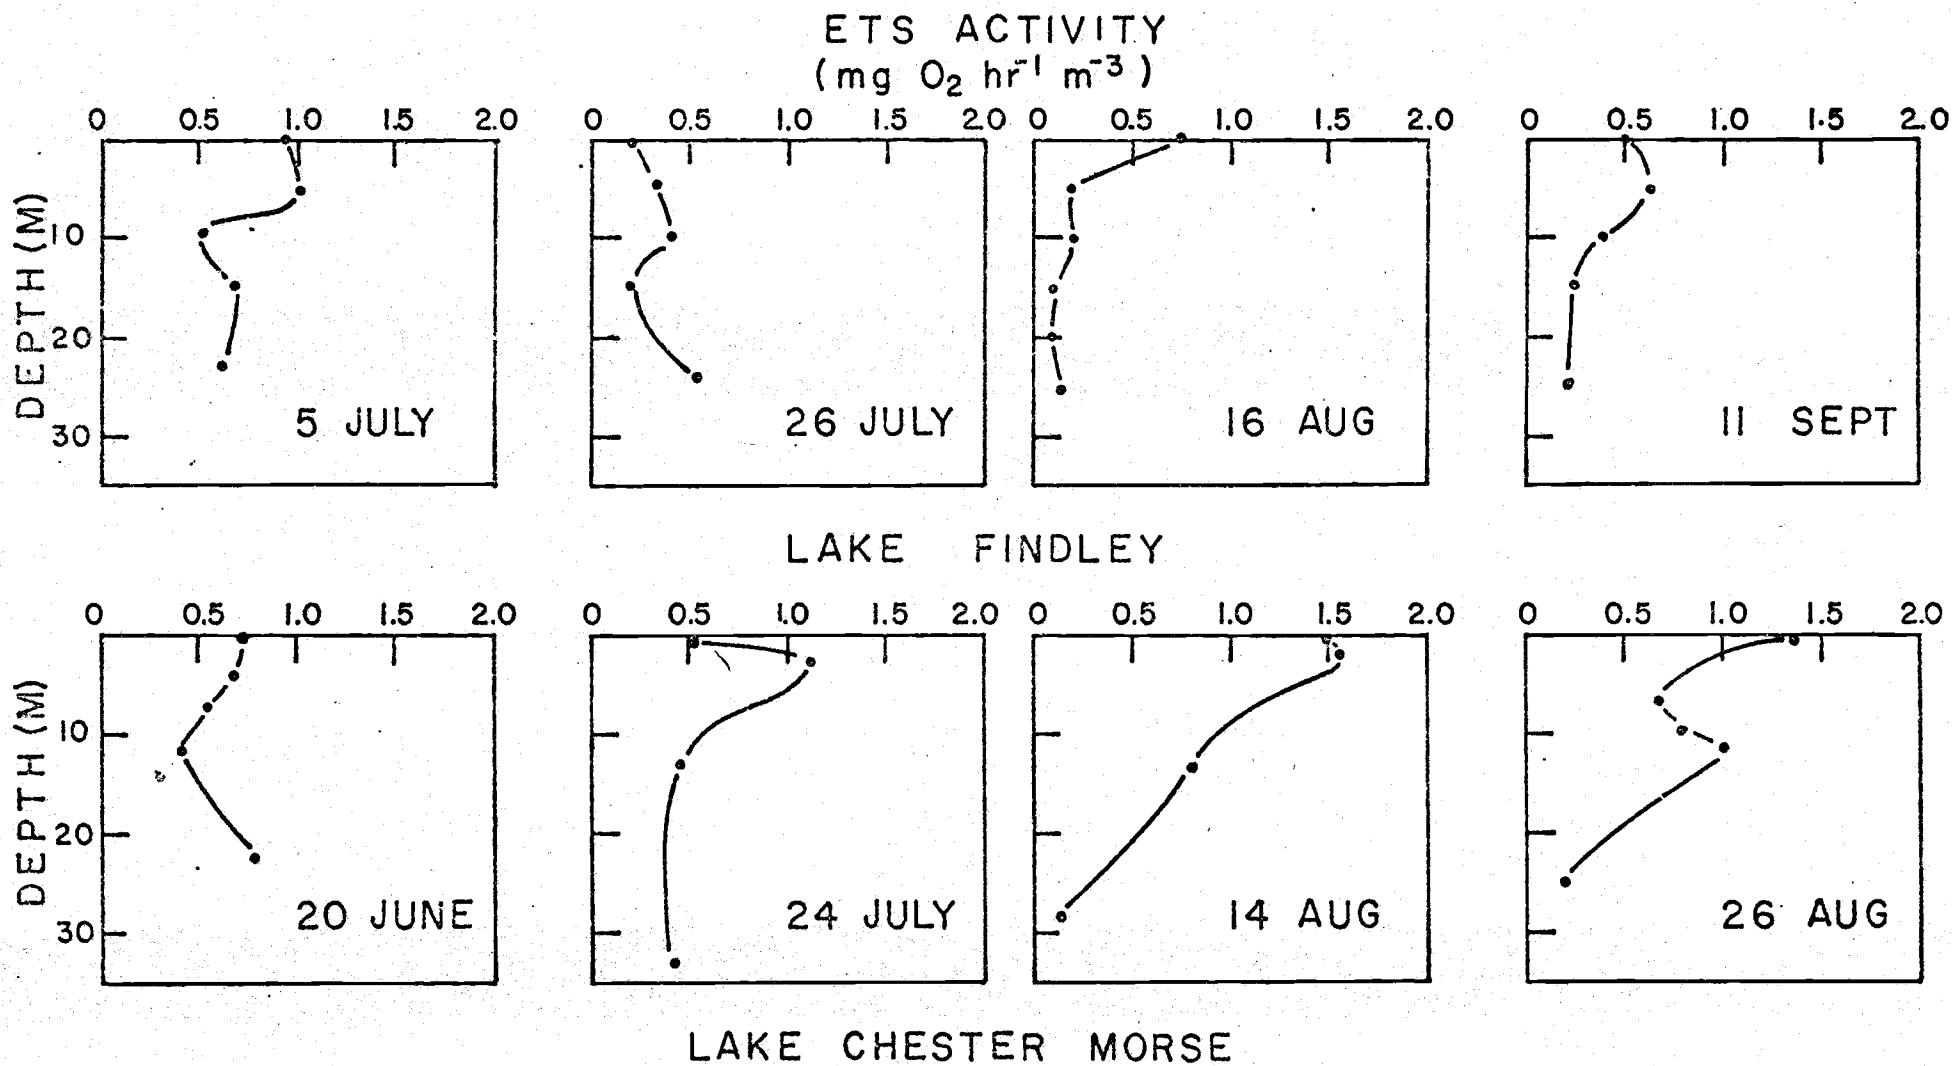 ETS ACTIVITY
(mg O₂ hr⁻¹ m⁻³)
0 0.5 1.0 1.5 2.0 0 0.5 1.0 1.5 2.0 0 0.5 1.0 1.5 2.0 0 0.5 1.0 1.5 2.0
DEPTH (M)
10
20
30
5 JULY 26 JULY 16 AUG 11 SEPT
LAKE FINDLEY
0 0.5 1.0 1.5 2.0 0 0.5 1.0 1.5 2.0 0 0.5 1.0 1.5 2.0 0 0.5 1.0 1.5 2.0
DEPTH (M)
10
20
30
20 JUNE 24 JULY 14 AUG 26 AUG
LAKE CHESTER MORSE